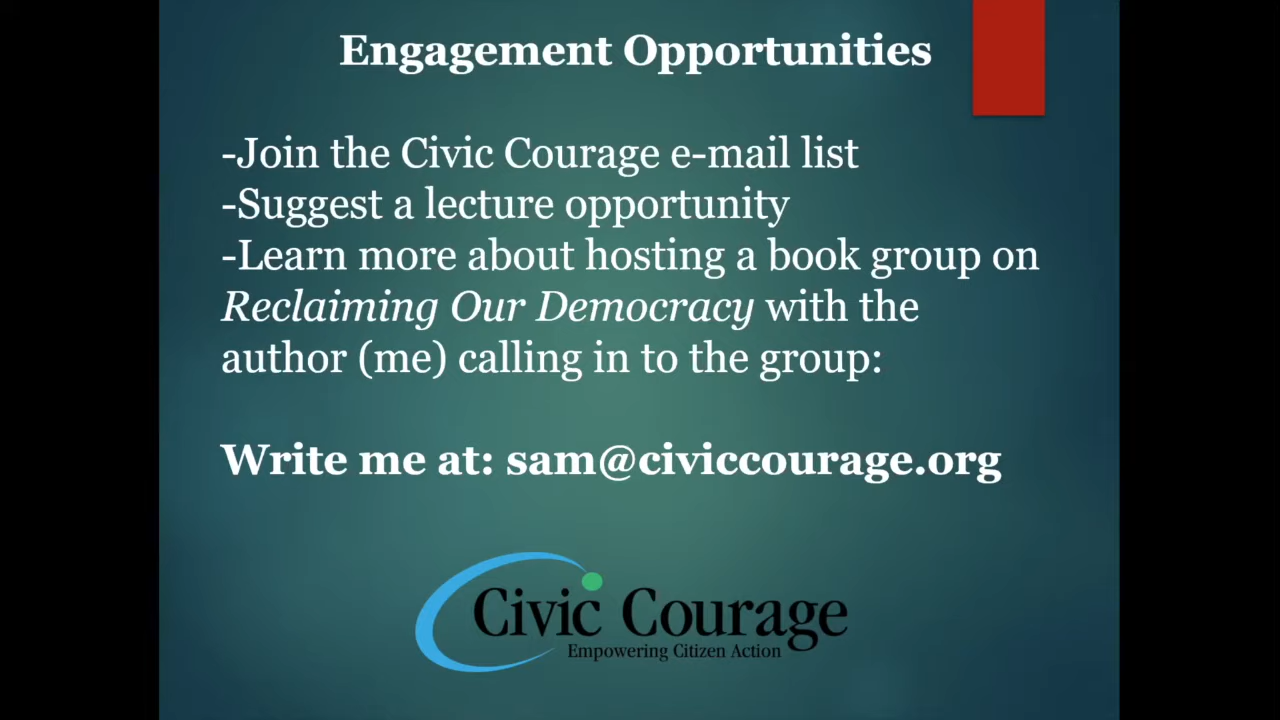 Engagement Opportunities
-Join the Civic Courage e-mail list
-Suggest a lecture opportunity
-Learn more about hosting a book group on
Reclaiming Our Democracy with the
author (me) calling in to the group:
Write me at: sam@civiccourage.org
Civic Courage
Empowering Citizen Action